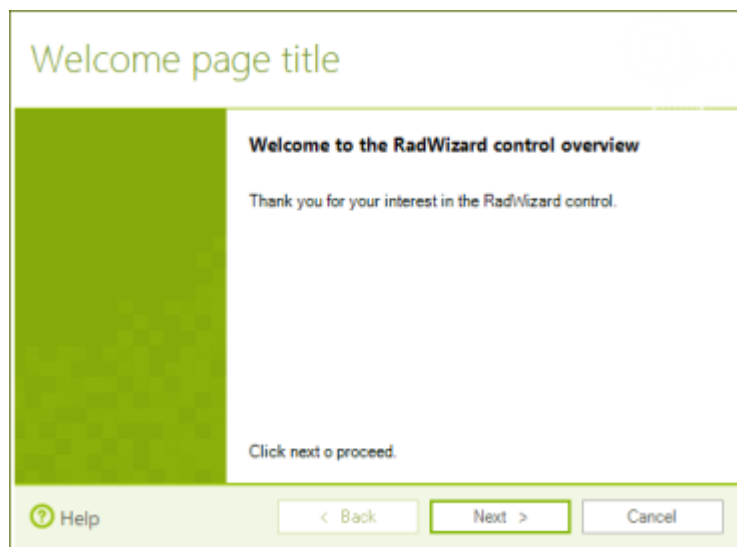 Welcome page title
Welcome to the RadWizard control overview
Thank you for your interest in the RadWizard control.
Click next o proceed.
? Help
< Back
Next >
Cancel